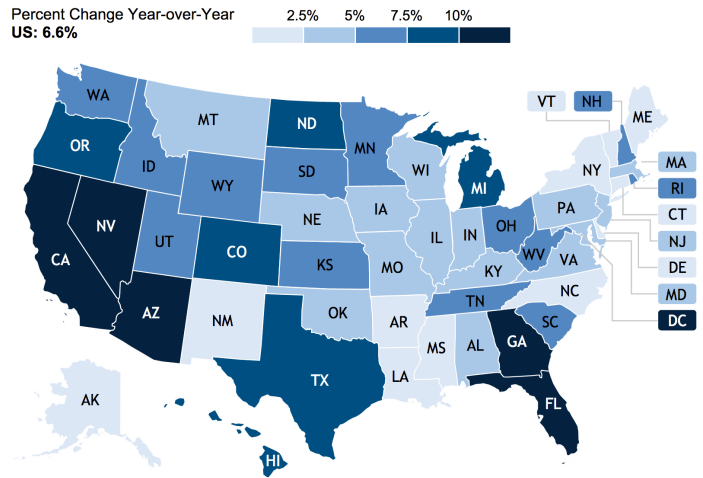 Percent Change Year-over-Year
US: 6.6%
2.5% 5% 7.5% 10%
WA
MT
ND
MN
VT NH
ME
OR
ID
SD
WI
NY
MA
WY
MI
RI
NV
UT
NE
IA
PA
CT
CA
CO
IL
IN
OH
NJ
KS
MO
WV
VA
DE
KY
MD
AZ
NM
OK
TN
NC
DC
AR
SC
MS
AL
GA
TX
LA
AK
FL
HI